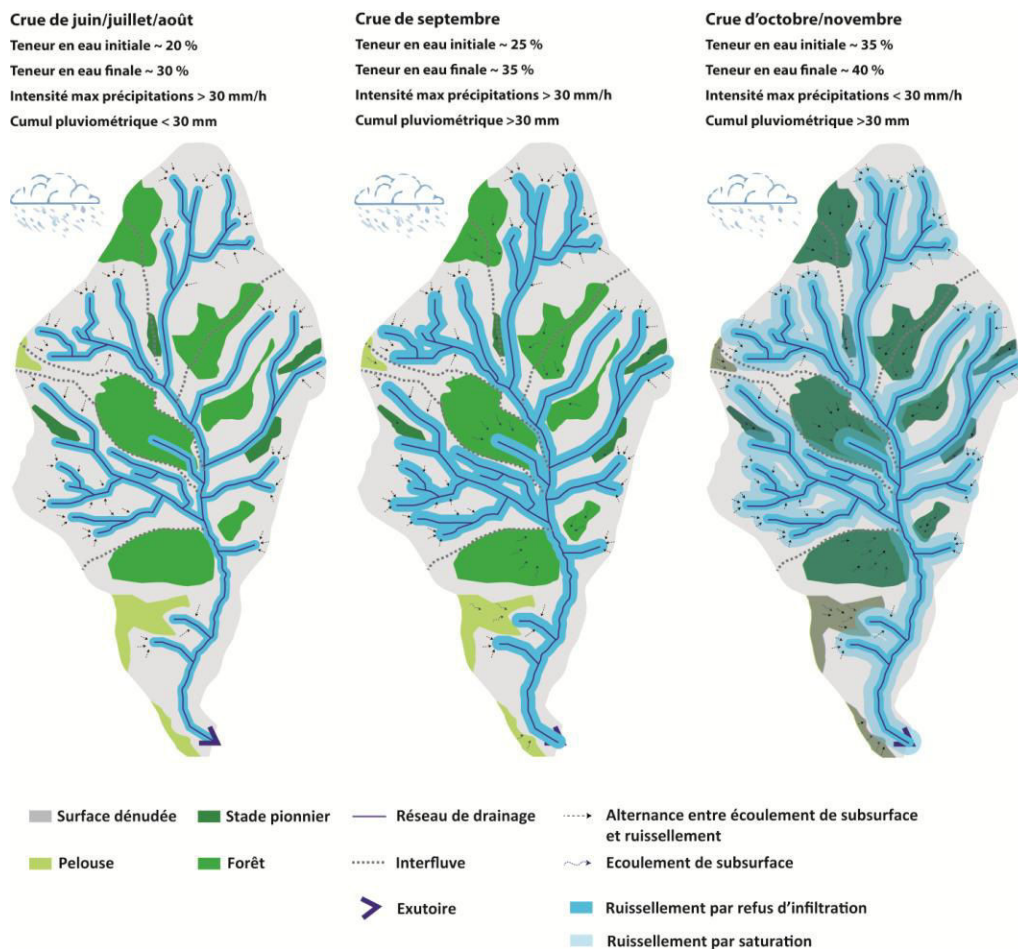 Crue de juin/juillet/août
Teneur en eau initiale ~ 20 %
Teneur en eau finale ~ 30 %
Intensité max précipitations > 30 mm/h
Cumul pluviométrique < 30 mm
Crue de septembre
Teneur en eau initiale ~ 25 %
Teneur en eau finale ~ 35 %
Intensité max précipitations > 30 mm/h
Cumul pluviométrique >30 mm
Crue d'octobre/novembre
Teneur en eau initiale ~ 35 %
Teneur en eau finale ~ 40 %
Intensité max précipitations < 30 mm/h
Cumul pluviométrique >30 mm
Surface dénudée
Pelouse
Stade pionnier
Forêt
Réseau de drainage
Interfluve
Exutoire
Alternance entre écoulement de subsurface
et ruissellement
Ecoulement de subsurface
Ruissellement par refus d'infiltration
Ruissellement par saturation